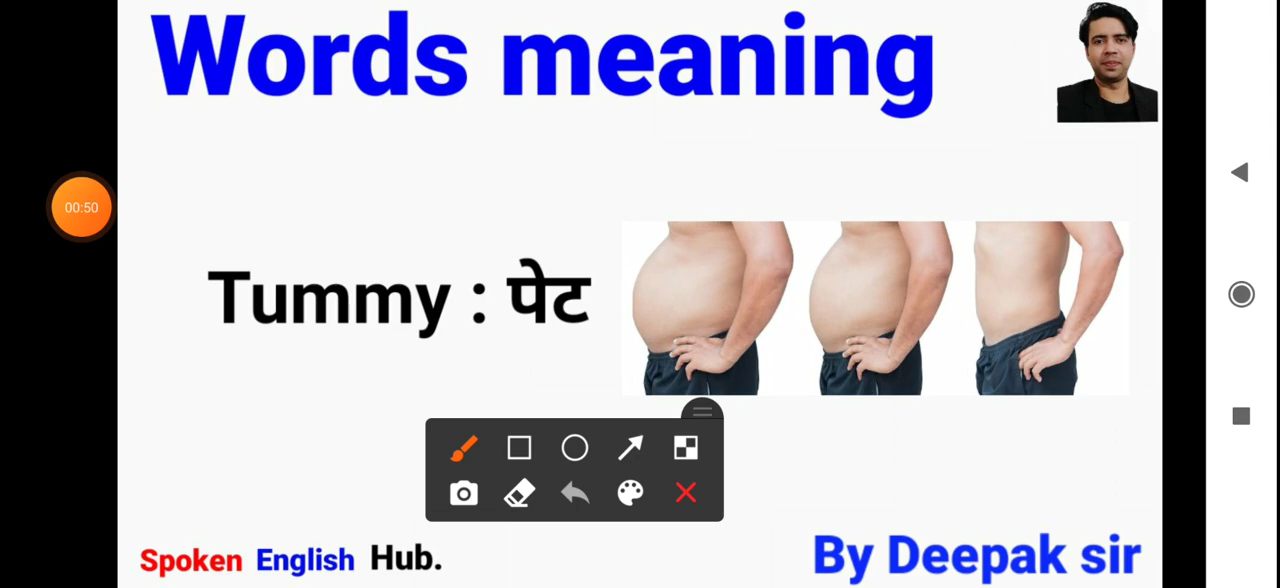 Words meaning
00:50
Tummy : पेट
Spoken English Hub.
By Deepak sir